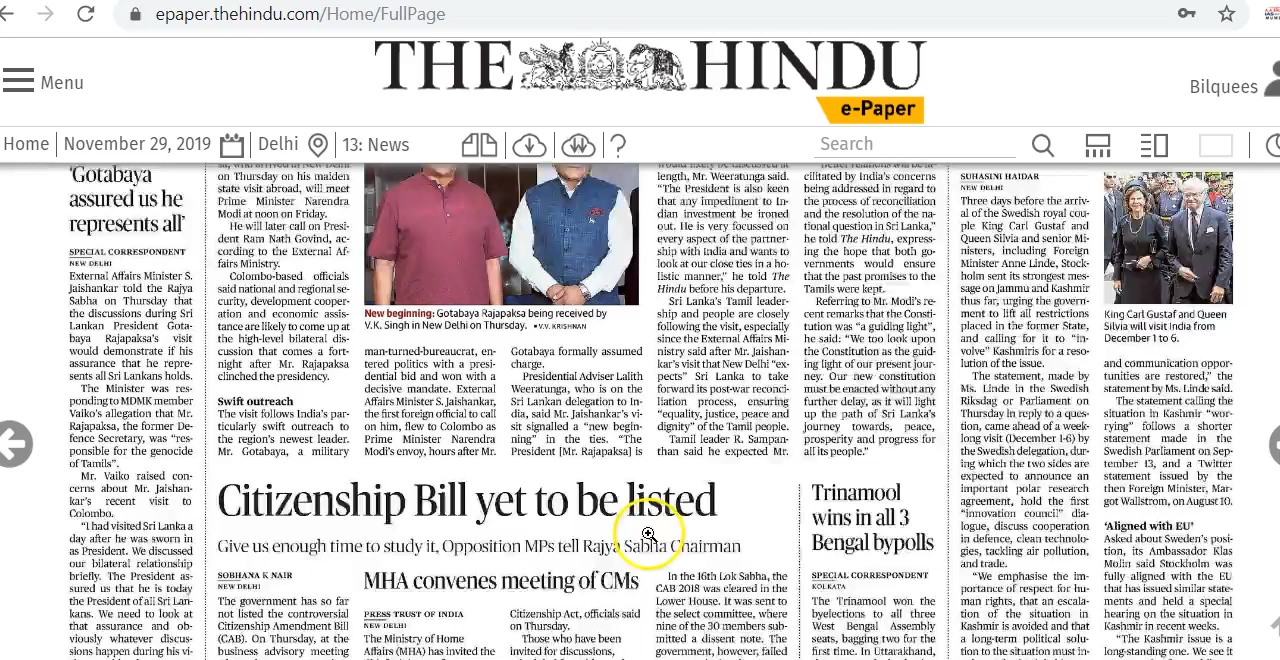 epaper.thehindu.com/Home/FullPage
THE HINDU
e-Paper
Menu
Bilquees
Home
November 29, 2019
Delhi
13: News
?
Search
'Gotabaya
assured us he
represents all'
SPECIAL CORRESPONDENT
NEW DELHI
External Affairs Minister S.
Jaishankar told the Rajya
Sabha on Thursday that
the discussions during Sri
Lankan President Gota-
baya Rajapaksa's visit
would demonstrate if his
assurance that he repre-
sents all Sri Lankans holds.
The Minister was res-
ponding to MDMK member
Vaiko's allegation that Mr.
Rajapaksa, the former De-
fence Secretary, was "res-
ponsible for the genocide
of Tamils".
Mr. Vaiko raised con-
cerns about Mr. Jaishan-
kar's recent visit to
Colombo.
"I had visited Sri Lanka a
day after he was sworn in
as President. We discussed
our bilateral relationship
briefly. The President as-
sured us that he is today
the President of all Sri Lan-
kans. We need to look at
that assurance and ob-
viously whatever discus-
sions happen during his vi-
on Thursday on his maiden
state visit abroad, will meet
Prime Minister Narendra
Modi at noon on Friday.
He will later call on Presi-
dent Ram Nath Govind, ac-
cording to the External Af-
fairs Ministry.
Colombo-based officials
said national and regional se-
curity, development cooper-
ation and economic assis-
tance are likely to come up at
the high-level bilateral dis-
cussion that comes a fort-
night after Mr. Rajapaksa
clinched the presidency.
Swift outreach
The visit follows India's par-
ticularly swift outreach to
the region's newest leader.
Mr. Gotabaya, a military
New beginning: Gotabaya Rajapaksa being received by
V.K. Singh in New Delhi on Thursday. ▪ V.V. KRISHNAN
man-turned-bureaucrat, en-
tered politics with a presi-
dential bid and won with a
decisive mandate. External
Affairs Minister S. Jaishankar,
the first foreign official to call
on him, flew to Colombo as
Prime Minister Narendra
Modi's envoy, hours after Mr.
Gotabaya formally assumed
charge.
Presidential Adviser Lalith
Weeratunga, who is on the
Sri Lankan delegation to In-
dia, said Mr. Jaishankar's vi-
sit signalled a "new begin-
ning" in the ties. "The
President [Mr. Rajapaksa] is
would likely be discussed at
length, Mr. Weeratunga said.
"The President is also keen
that any impediment to In-
dian investment be ironed
out. He is very focussed on
every aspect of the partner-
ship with India and wants to
look at our close ties in a ho-
listic manner," he told The
Hindu before his departure.
Sri Lanka's Tamil leader-
ship and people are closely
following the visit, especially
since the External Affairs Mi-
nistry said after Mr. Jaishan-
kar's visit that New Delhi "ex-
pects" Sri Lanka to take
forward its post-war reconci-
liation process, ensuring
"equality, justice, peace and
dignity" of the Tamil people.
Tamil leader R. Sampan-
than said he expected Mr.
cilitated by India's concerns
being addressed in regard to
the process of reconciliation
and the resolution of the na-
tional question in Sri Lanka,"
he told The Hindu, express-
ing the hope that both go-
vernments would ensure
that the past promises to the
Tamils were kept.
Referring to Mr. Modi's re-
cent remarks that the Consti-
tution was "a guiding light",
he said: "We too look upon
the Constitution as the guid-
ing light of our present jour-
ney. Our new constitution
must be enacted without any
further delay, as it will light
up the path of Sri Lanka's
journey towards, peace,
prosperity and progress for
all its people."
SUHASINI HAIDAR
NEW DELHI
Three days before the arriv-
al of the Swedish royal cou-
ple King Carl Gustaf and
Queen Silvia and senior Mi-
nisters, including Foreign
Minister Anne Linde, Stock-
holm sent its strongest mes-
sage on Jammu and Kashmir
thus far, urging the govern-
ment to lift all restrictions
placed in the former State,
and calling for it to "in-
volve" Kashmiris for a reso-
lution of the issue.
The statement, made by
Ms. Linde in the Swedish
Riksdag or Parliament on
Thursday in reply to a ques-
tion, came ahead of a week-
long visit (December 1-6) by
the Swedish delegation, dur-
ing which the two sides are
expected to announce an
important polar research
agreement, hold the first
"innovation council" dia-
logue, discuss cooperation
in defence, clean technolo-
gies, tackling air pollution,
and trade.
"We emphasise the im-
portance of respect for hu-
man rights, that an escala-
tion of the situation in
Kashmir is avoided and that
a long-term political solu-
tion to the situation must in-
King Carl Gustaf and Queen
Silvia will visit India from
December 1 to 6.
and communication oppor-
tunities are restored," the
statement by Ms. Linde said.
The statement calling the
situation in Kashmir "wor-
rying" follows a shorter
statement made in the
Swedish Parliament on Sep-
tember 13, and a Twitter
statement issued by the
then Foreign Minister, Mar-
got Wallstrom, on August 10.
'Aligned with EU'
Asked about Sweden's posi-
tion, its Ambassador Klas
Molin said Stockholm was
fully aligned with the EU
that has issued similar state-
ments and held a special
hearing on the situation in
Kashmir in recent weeks.
"The Kashmir issue is a
long-standing one. We see it
Citizenship Bill yet to be listed
Give us enough time to study it, Opposition MPs tell Rajya Sabha Chairman
SOBHANA K NAIR
NEW DELHI
The government has so far
not listed the controversial
Citizenship Amendment Bill
(CAB). On Thursday, at the
business advisory meeting
MHA convenes meeting of CMs
PRESS TRUST OF INDIA
NEW DELHI
The Ministry of Home
Affairs (MHA) has invited the
Citizenship Act, officials said
on Thursday.
Those who have been
invited for discussions,
In the 16th Lok Sabha, the
CAB 2018 was cleared in the
Lower House. It was sent to
the select committee, where
nine of the 30 members sub-
mitted a dissent note. The
government, however, failed
Trinamool
wins in all 3
Bengal bypolls
SPECIAL CORRESPONDENT
KOLKATA
The Trinamool won the
byelections to all three
West Bengal Assembly
seats, bagging two for the
first time. In Uttarakhand,